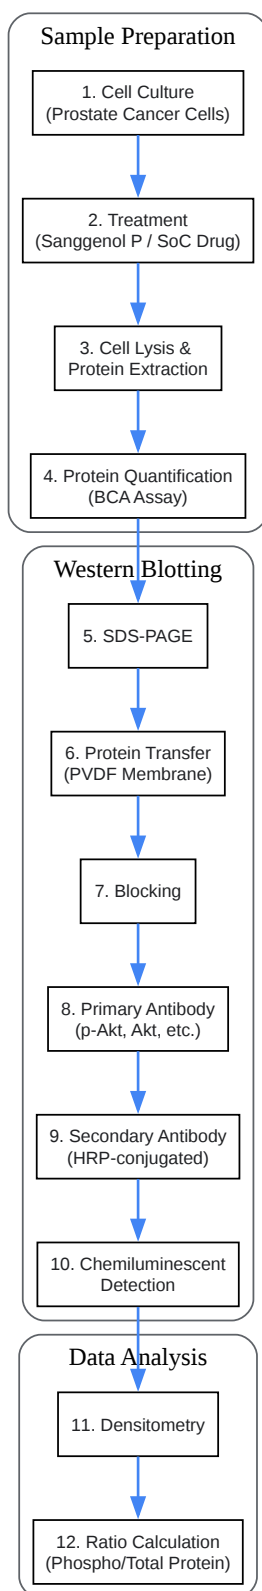 Sample Preparation
1. Cell Culture
(Prostate Cancer Cells)
2. Treatment
(Sanggenol P / SoC Drug)
3. Cell Lysis &
Protein Extraction
4. Protein Quantification
(BCA Assay)
Western Blotting
5. SDS-PAGE
6. Protein Transfer
(PVDF Membrane)
7. Blocking
8. Primary Antibody
(p-Akt, Akt, etc.)
9. Secondary Antibody
(HRP-conjugated)
10. Chemiluminescent
Detection
Data Analysis
11. Densitometry
12. Ratio Calculation
(Phospho/Total Protein)